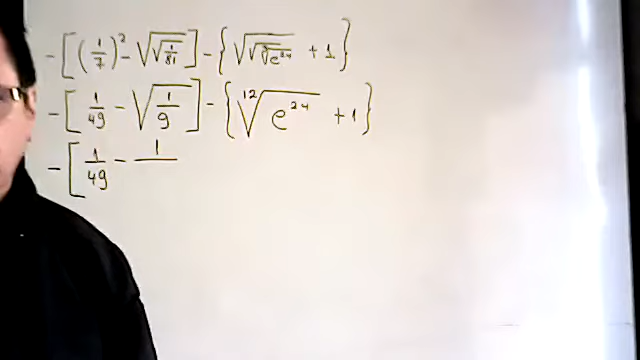 -[(1/7)² - √√(1/81)] - {√√∛e²⁴ + 1}
-[1/49 - √(1/9)] - {¹²√e²⁴ + 1}
-[1/49 - 1/